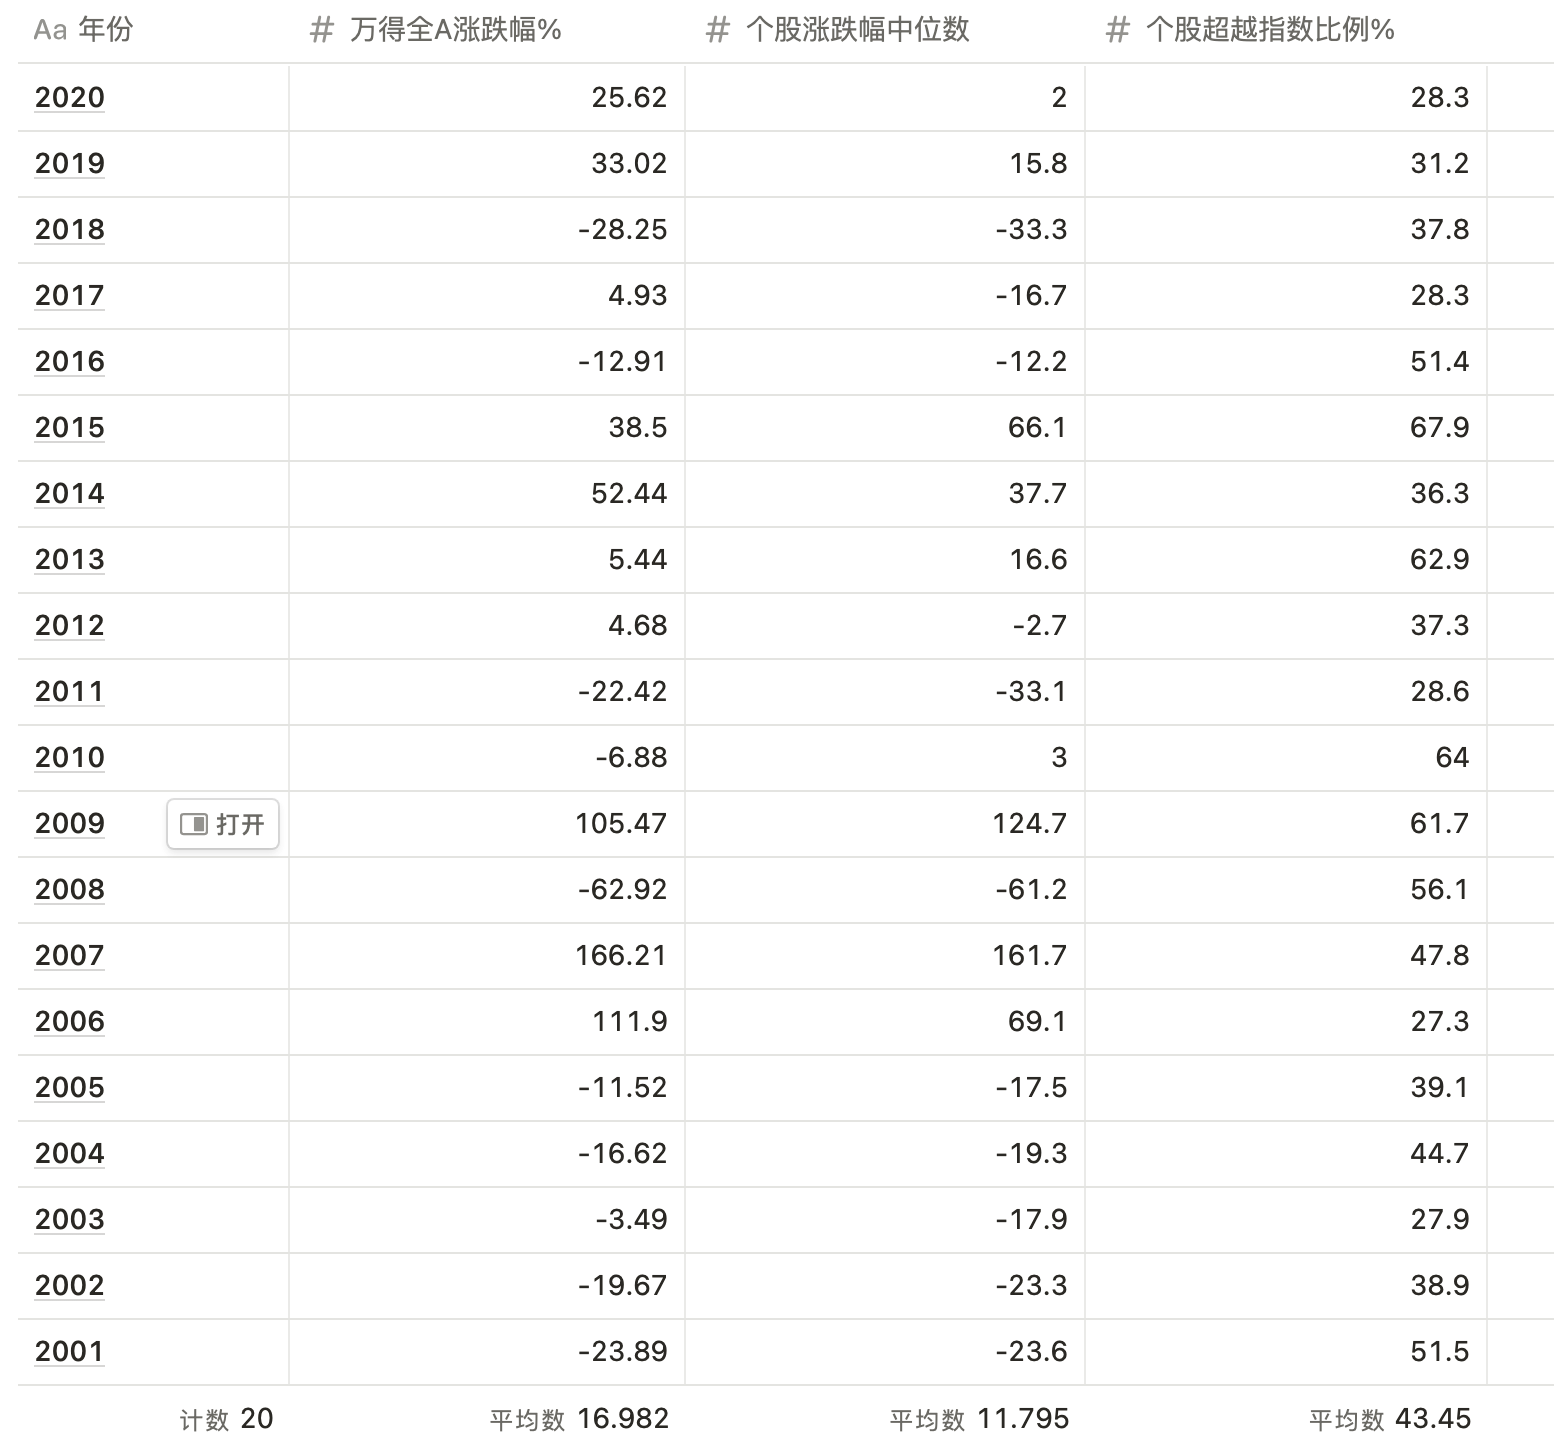 Aa 年份 # 万得全A涨跌幅% # 个股涨跌幅中位数 # 个股超越指数比例%
2020 25.62 2 28.3
2019 33.02 15.8 31.2
2018 -28.25 -33.3 37.8
2017 4.93 -16.7 28.3
2016 -12.91 -12.2 51.4
2015 38.5 66.1 67.9
2014 52.44 37.7 36.3
2013 5.44 16.6 62.9
2012 4.68 -2.7 37.3
2011 -22.42 -33.1 28.6
2010 -6.88 3 64
2009 打开 105.47 124.7 61.7
2008 -62.92 -61.2 56.1
2007 166.21 161.7 47.8
2006 111.9 69.1 27.3
2005 -11.52 -17.5 39.1
2004 -16.62 -19.3 44.7
2003 -3.49 -17.9 27.9
2002 -19.67 -23.3 38.9
2001 -23.89 -23.6 51.5
计数 20 平均数 16.982 平均数 11.795 平均数 43.45